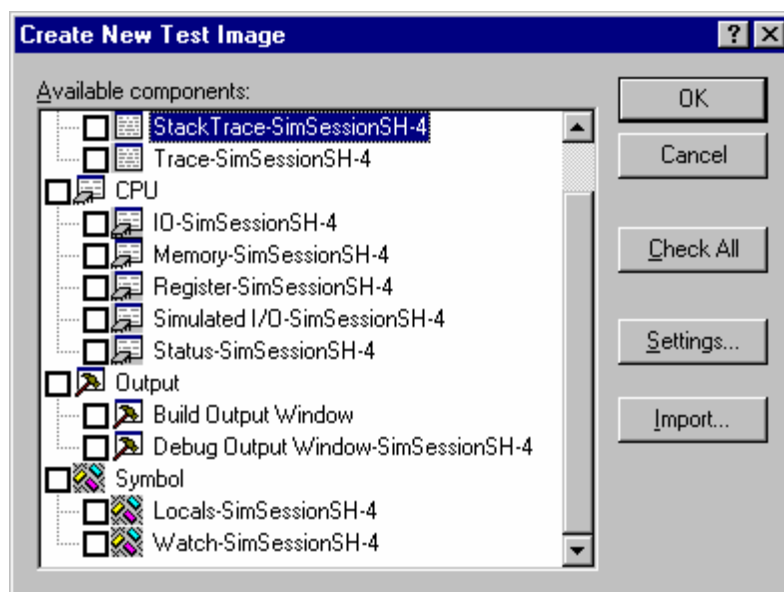 Create New Test Image
Available components:
StackTrace-SimSessionSH-4
Trace-SimSessionSH-4
CPU
IO-SimSessionSH-4
Memory-SimSessionSH-4
Register-SimSessionSH-4
Simulated I/O-SimSessionSH-4
Status-SimSessionSH-4
Output
Build Output Window
Debug Output Window-SimSessionSH-4
Symbol
Locals-SimSessionSH-4
Watch-SimSessionSH-4
OK
Cancel
Check All
Settings...
Import...